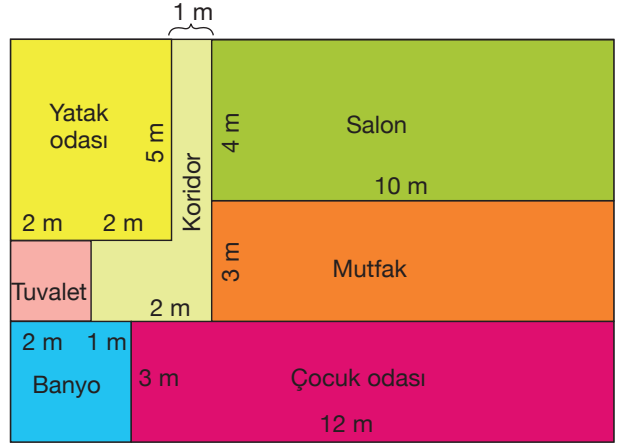 1 m
Yatak
odası
5 m
Koridor
4 m
Salon
10 m
2 m 2 m
Tuvalet
3 m
Mutfak
2 m
2 m 1 m
Banyo
3 m
Çocuk odası
12 m